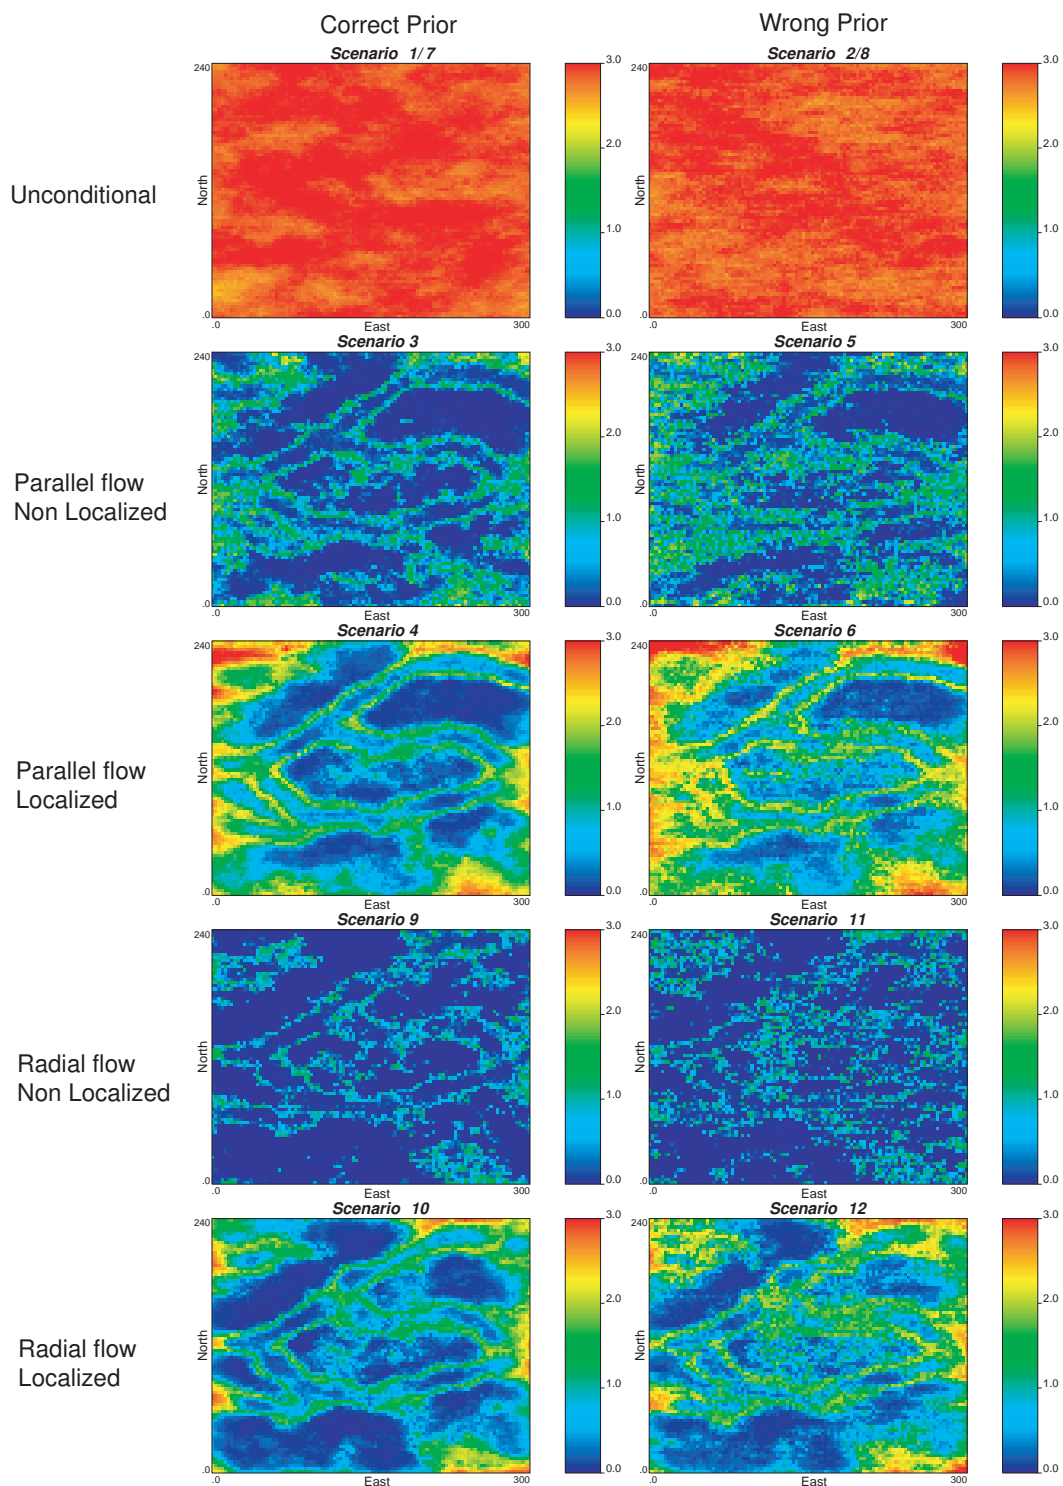 Correct Prior
Wrong Prior
Scenario 1/7
Scenario 2/8
240
North
.0
.0
East
300
3.0
2.0
1.0
0.0
240
North
.0
.0
East
300
3.0
2.0
1.0
0.0
Unconditional
Scenario 3
Scenario 5
240
North
.0
.0
East
300
3.0
2.0
1.0
0.0
240
North
.0
.0
East
300
3.0
2.0
1.0
0.0
Parallel flow
Non Localized
Scenario 4
Scenario 6
240
North
.0
.0
East
300
3.0
2.0
1.0
0.0
240
North
.0
.0
East
300
3.0
2.0
1.0
0.0
Parallel flow
Localized
Scenario 9
Scenario 11
240
North
.0
.0
East
300
3.0
2.0
1.0
0.0
240
North
.0
.0
East
300
3.0
2.0
1.0
0.0
Radial flow
Non Localized
Scenario 10
Scenario 12
240
North
.0
.0
East
300
3.0
2.0
1.0
0.0
240
North
.0
.0
East
300
3.0
2.0
1.0
0.0
Radial flow
Localized